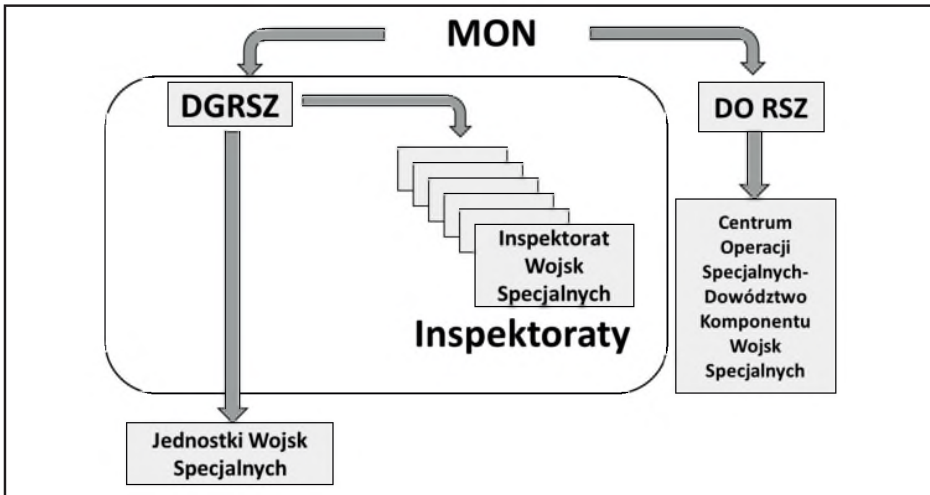 MON
DGRSZ
DO RSZ
Inspektorat
Wojsk
Specjalnych
Inspektoraty
Centrum
Operacji
Specjalnych-
Dowództwo
Komponentu
Wojsk
Specjalnych
Jednostki Wojsk
Specjalnych